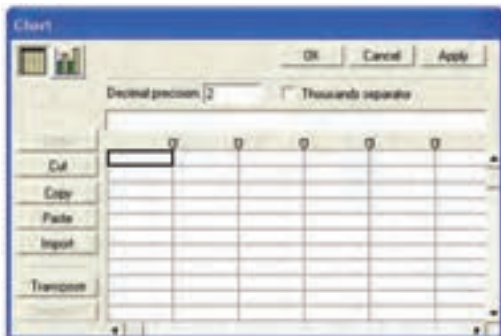 Chart
OK Cancel Apply
Decimal precision: 2 Thousands separator
Cut
Copy
Paste
Import
Transpose